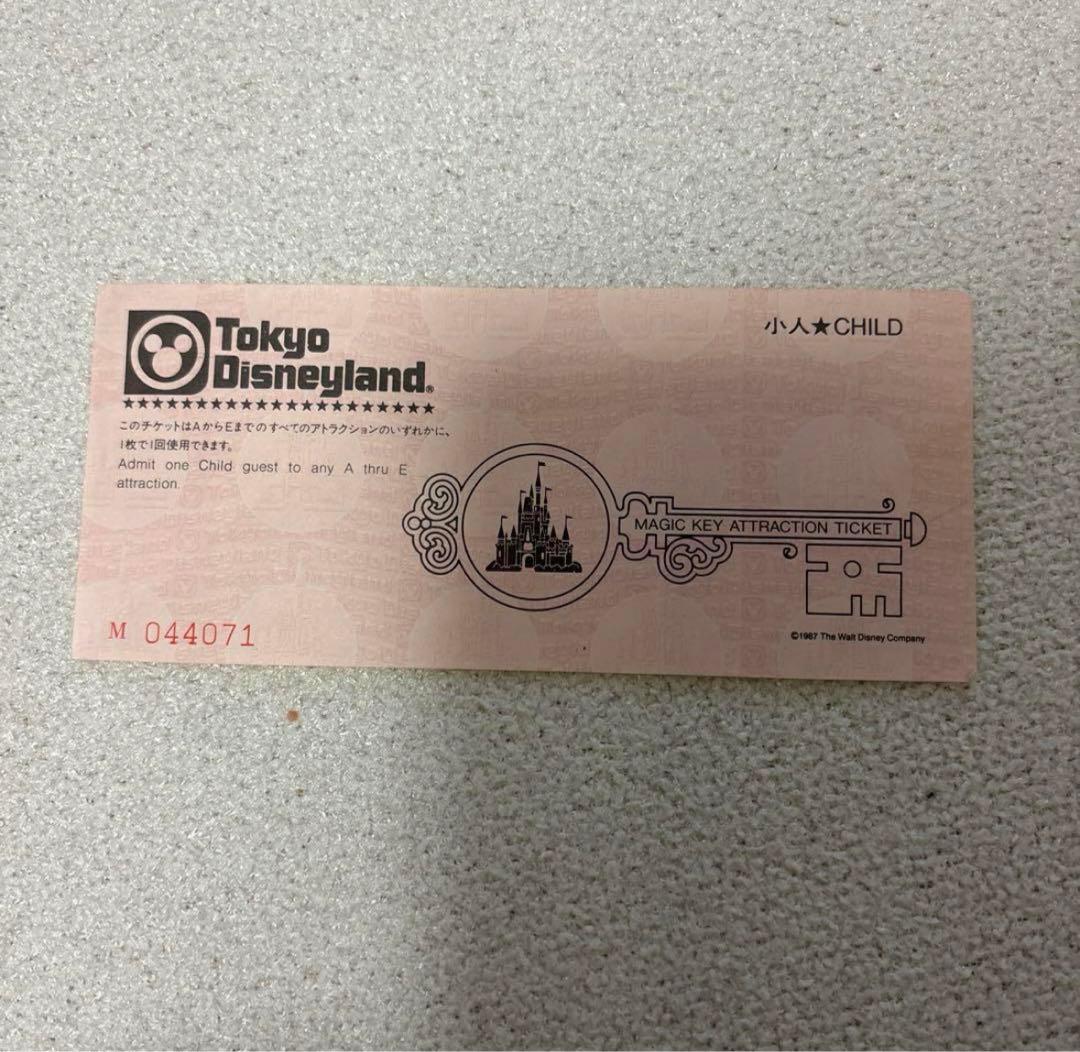 Tokyo
Disneyland®
小人★CHILD
★★★★★★★★★★★★★★★★★★★★★★
このチケットはAからEまでのすべてのアトラクションのいずれかに、
1枚で1回使用できます。
Admit one Child guest to any A thru E
attraction.
MAGIC KEY ATTRACTION TICKET
M 044071
©1987 The Walt Disney Company